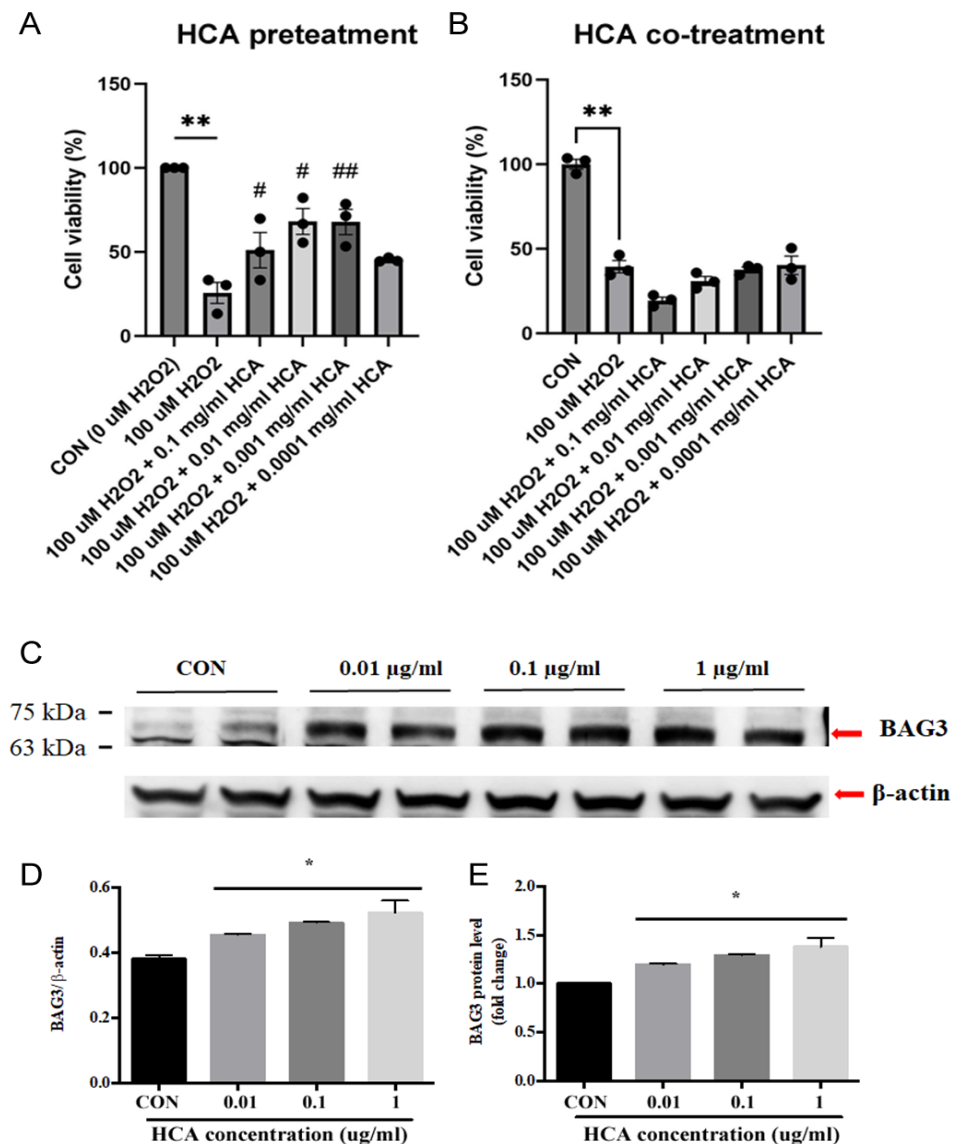 A
HCA pretreatment
Cell viability (%)
150
100
50
0
**
#
#
##
CON (0 uM H2O2)
100 uM H2O2
100 uM H2O2 + 0.1 mg/ml HCA
100 uM H2O2 + 0.01 mg/ml HCA
100 uM H2O2 + 0.001 mg/ml HCA
100 uM H2O2 + 0.0001 mg/ml HCA
B
HCA co-treatment
Cell viability (%)
150
100
50
0
**
CON
100 uM H2O2
100 uM H2O2 + 0.1 mg/ml HCA
100 uM H2O2 + 0.01 mg/ml HCA
100 uM H2O2 + 0.001 mg/ml HCA
100 uM H2O2 + 0.0001 mg/ml HCA
C
CON 0.01 µg/ml 0.1 µg/ml 1 µg/ml
75 kDa
63 kDa
BAG3
β-actin
D
BAG3/β-actin
0.6
0.4
0.2
0.0
*
CON 0.01 0.1 1
HCA concentration (ug/ml)
E
BAG3 protein level
(fold change)
2.0
1.5
1.0
0.5
0.0
*
CON 0.01 0.1 1
HCA concentration (ug/ml)